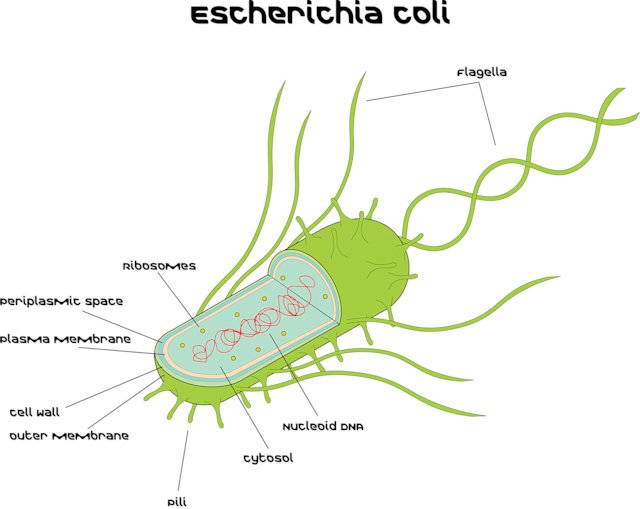 Escherichia coli
Flagella
Ribosomes
Periplasmic space
Plasma membrane
Cell wall
Outer membrane
Nucleoid DNA
Cytosol
Pili